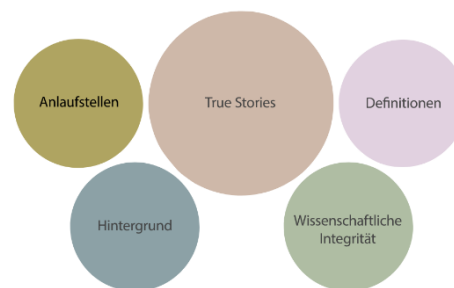 Anlaufstellen
True Stories
Definitionen
Hintergrund
Wissenschaftliche
Integrität